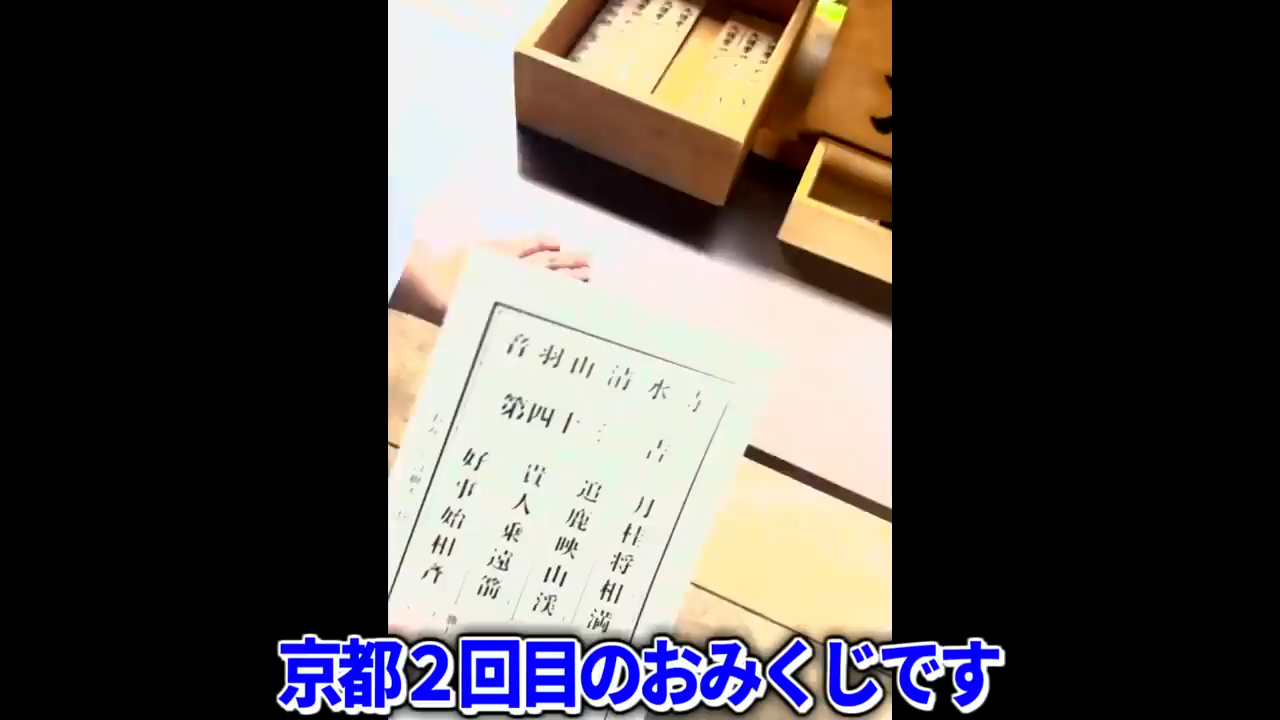 音羽山清水寺
第四十三 吉
月桂将相満
追鹿映山渓
貴人乗遠箭
好事始相斉
京都２回目のおみくじです